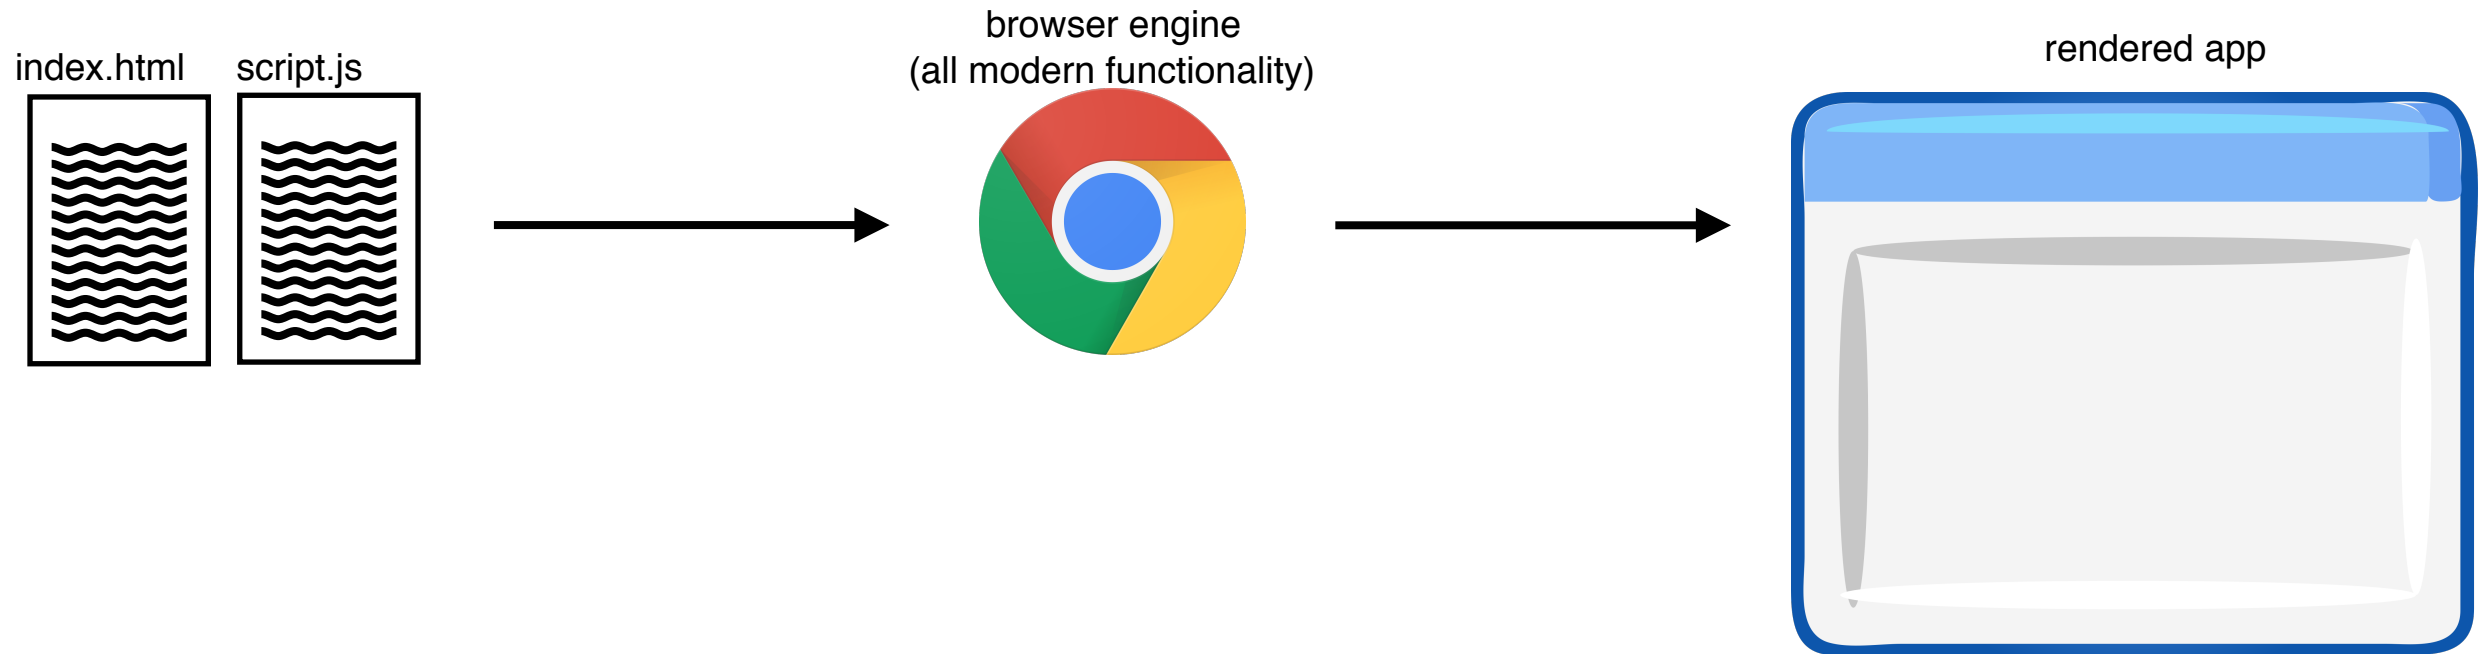 index.html
script.js
browser engine
(all modern functionality)
rendered app